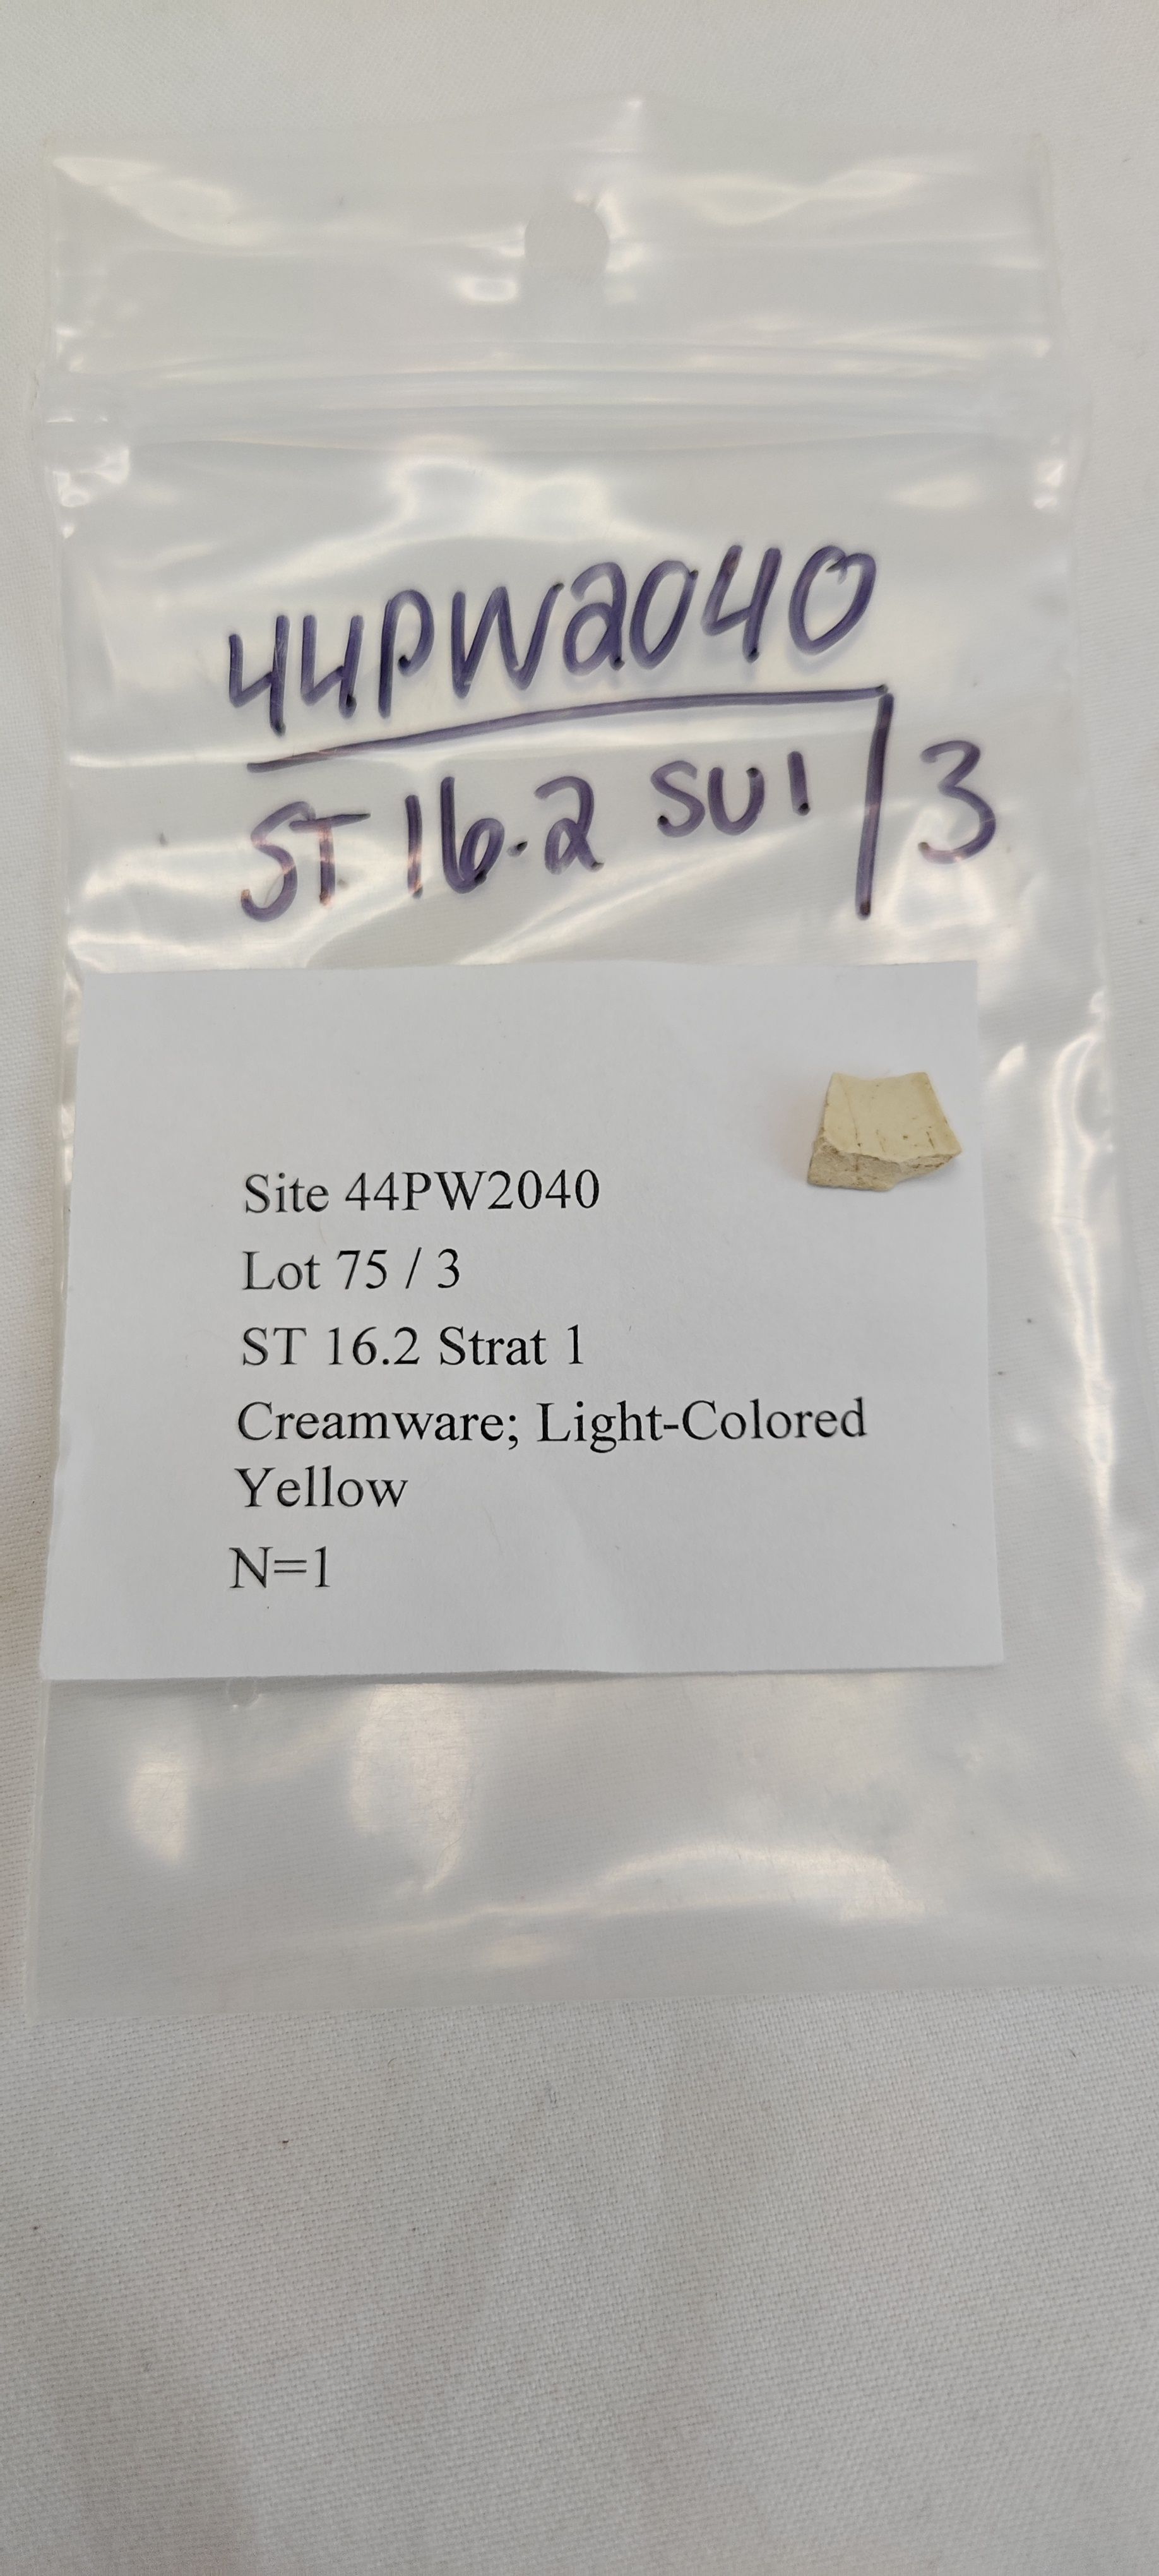 44PW2040
ST 16.2 SU1 / 3
Site 44PW2040
Lot 75 / 3
ST 16.2 Strat 1
Creamware; Light-Colored
Yellow
N=1